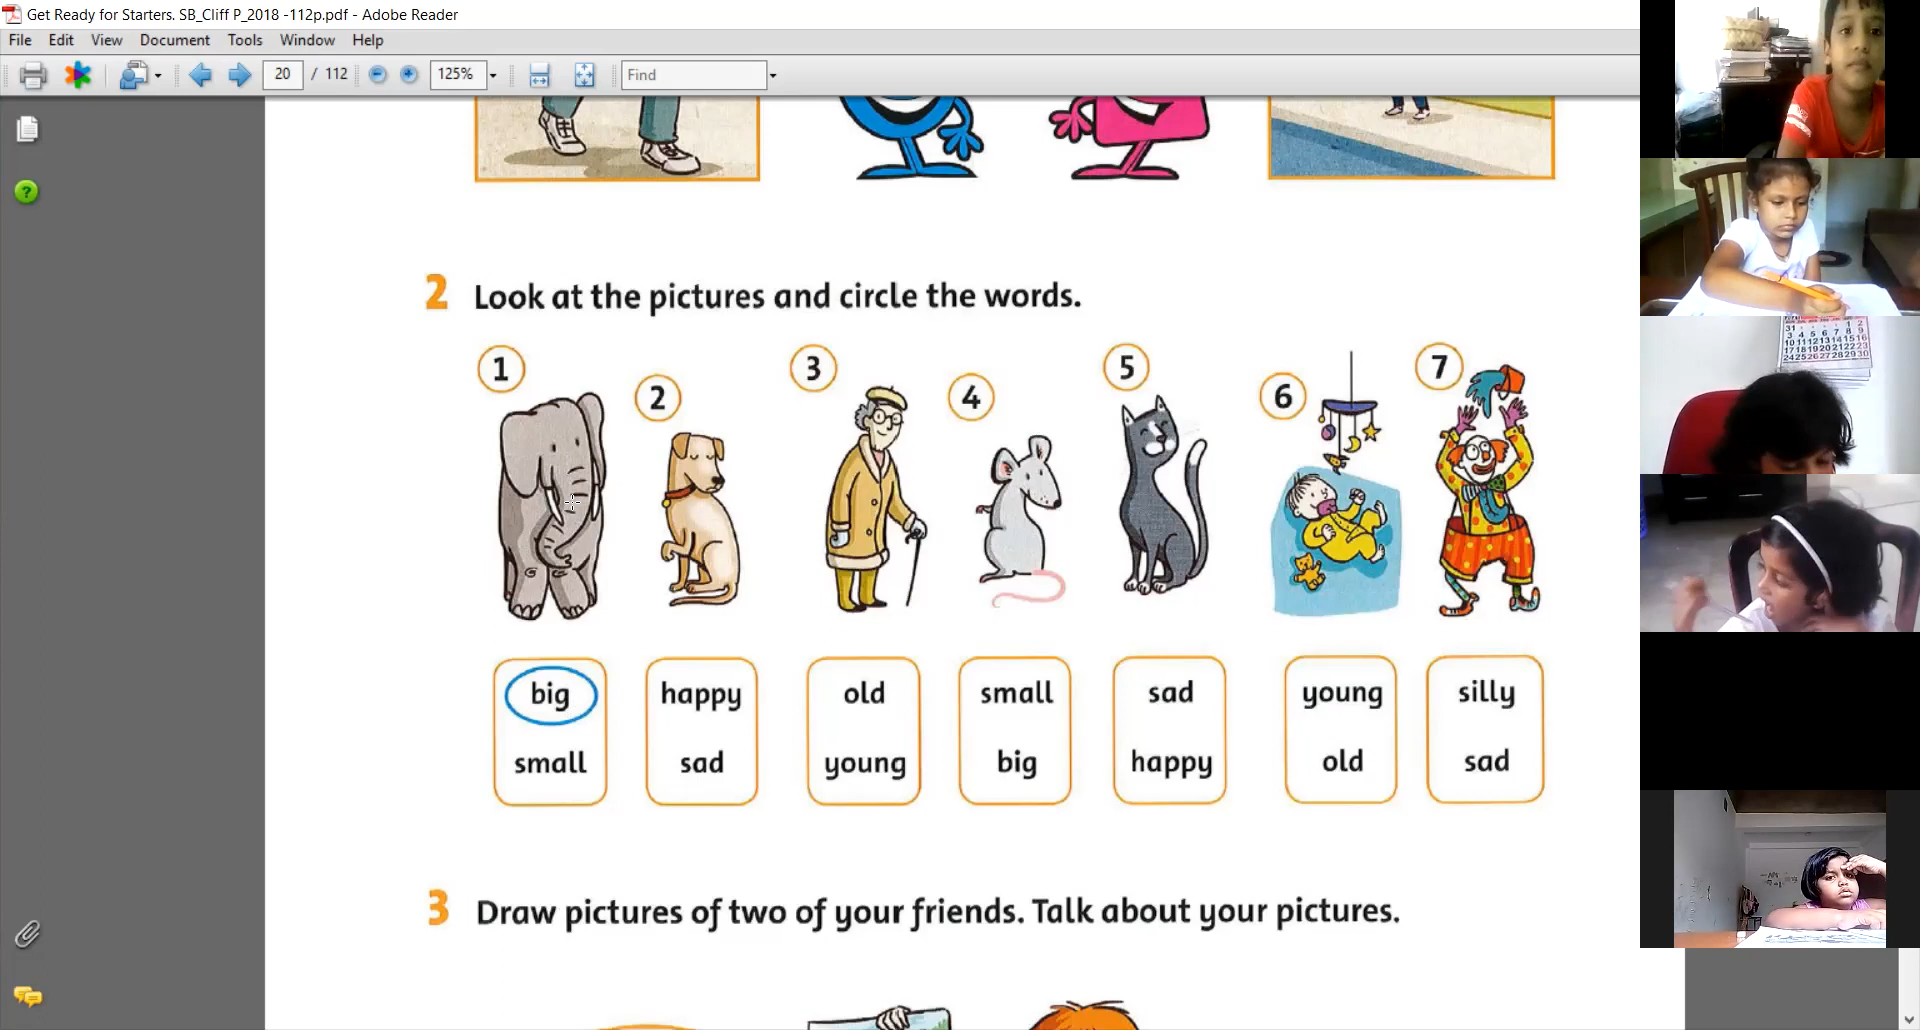 Get Ready for Starters. SB_Cliff P_2018 -112p.pdf - Adobe Reader
File Edit View Document Tools Window Help
20 / 112 125% Find
2 Look at the pictures and circle the words.
1 2 3 4 5 6 7
big happy old small sad young silly
small sad young big happy old sad
3 Draw pictures of two of your friends. Talk about your pictures.